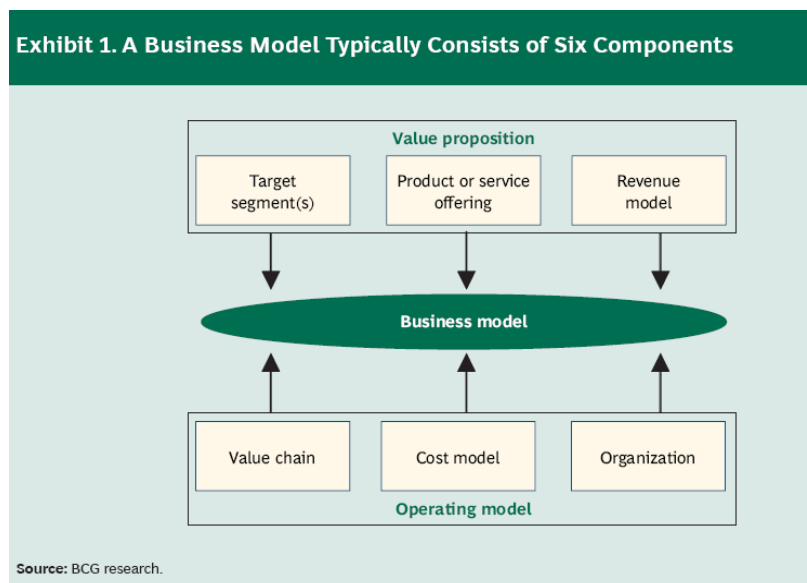 Exhibit 1. A Business Model Typically Consists of Six Components
Value proposition
Target
segment(s)
Product or service
offering
Revenue
model
Business model
Value chain
Cost model
Organization
Operating model
Source: BCG research.